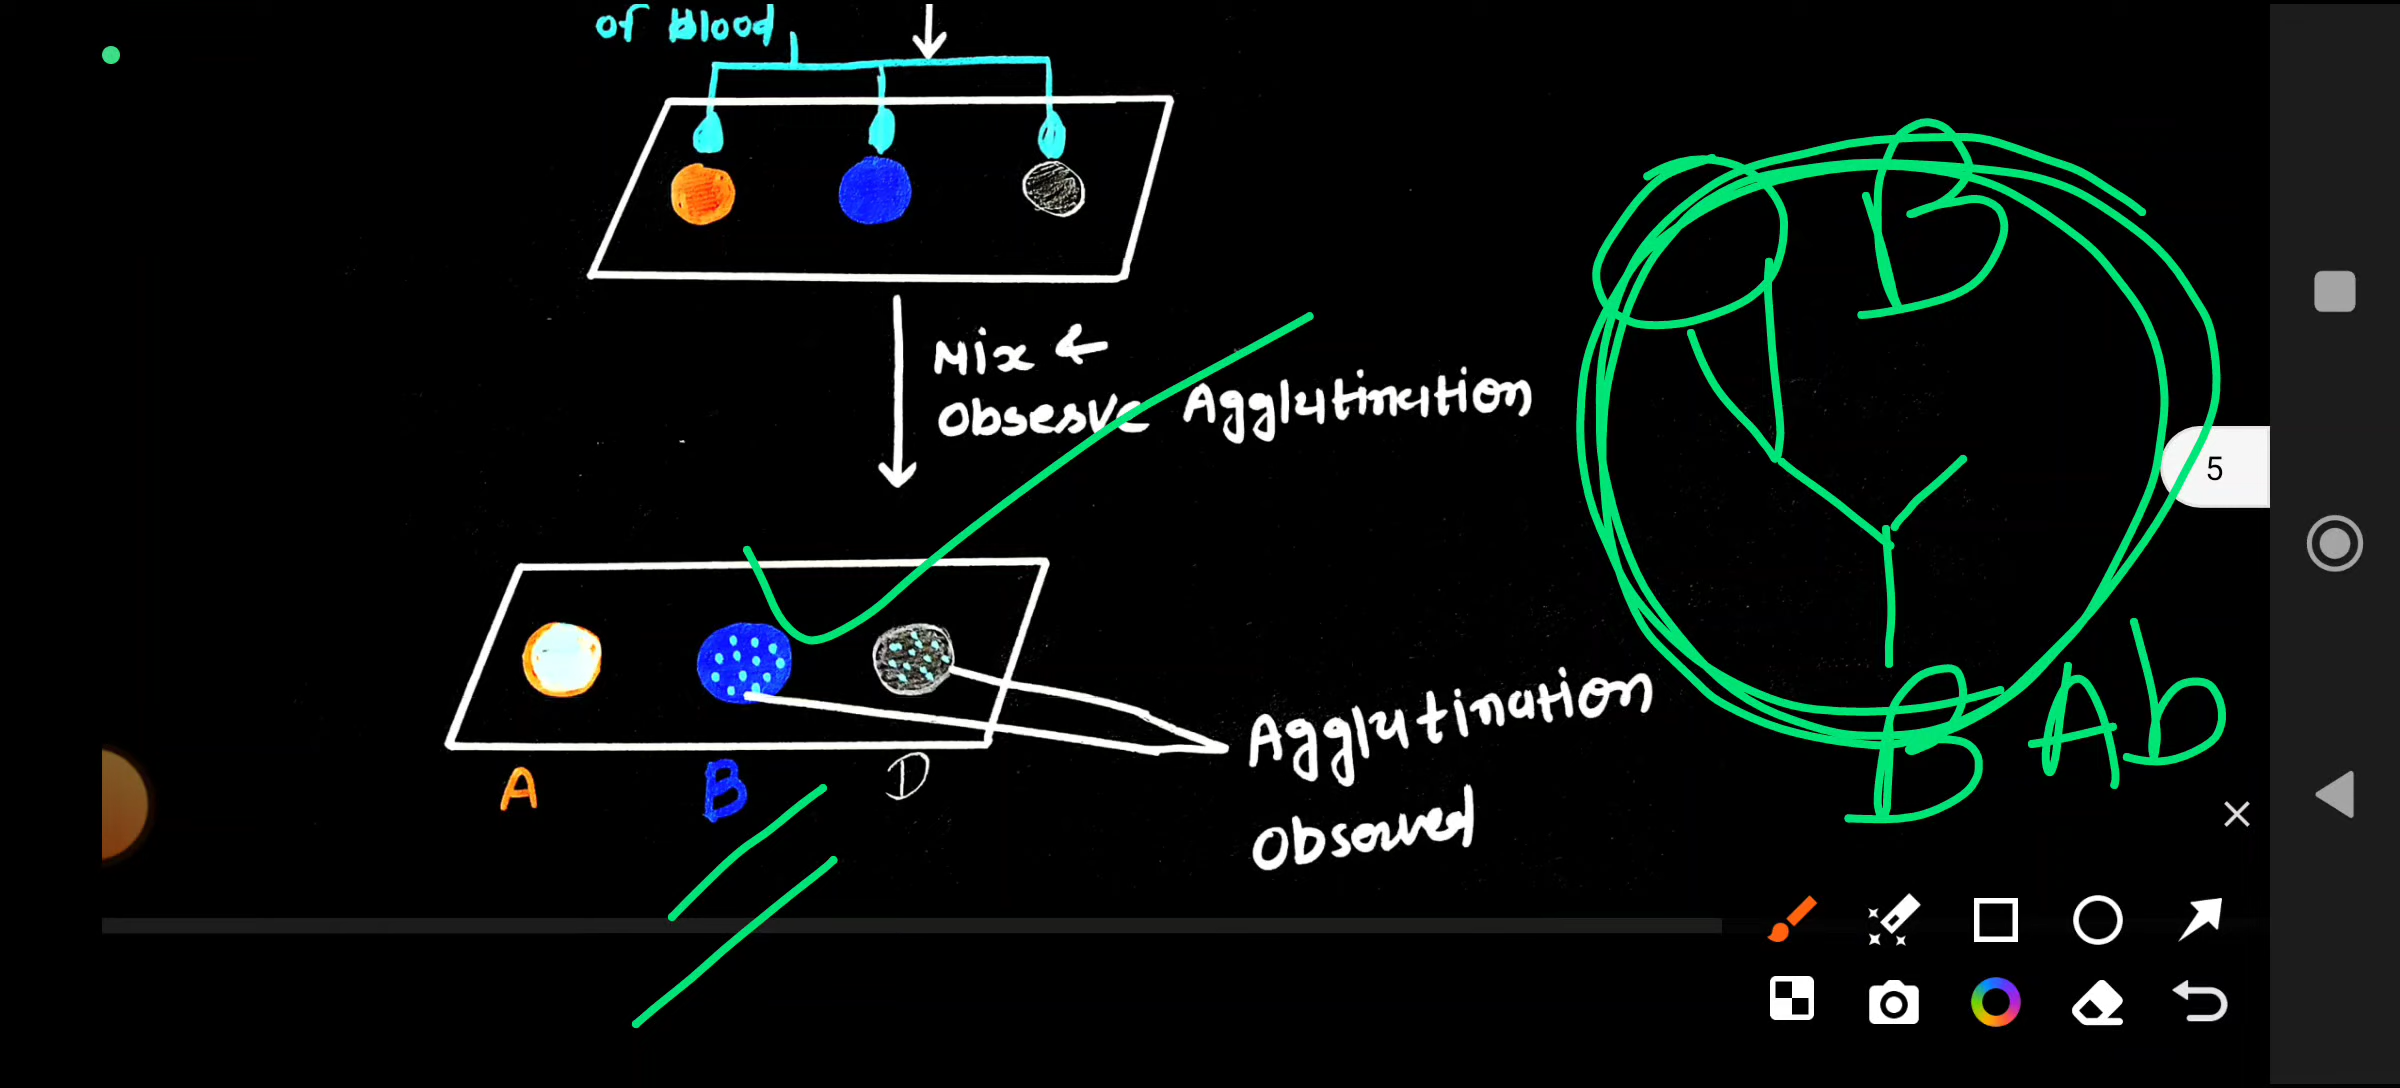 of Blood
Mix &
Obsesve Agglutination
A
B
D
Agglutination
Observed
B
B Ab
5